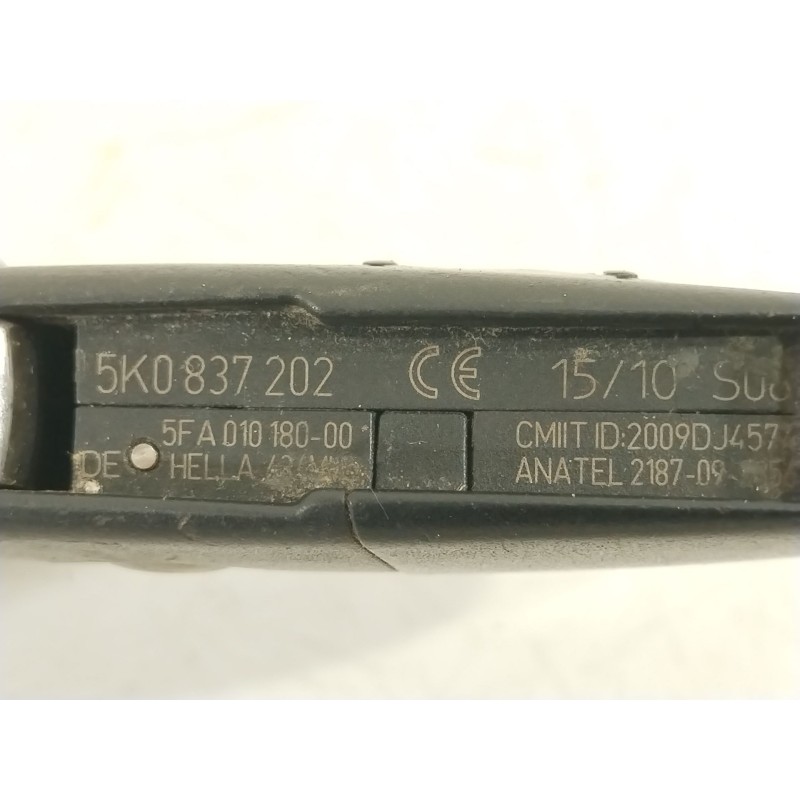 5K0 837 202 CE 15/10
5FA 010 180-00
DE HELLA
CMIIT ID:2009DJ457
ANATEL 2187-09-